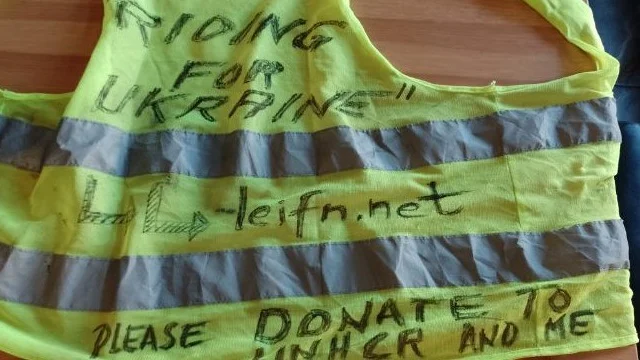 RIDING
FOR
UKRAINE"
-leifn.net
PLEASE DONATE TO
UNHCR AND ME